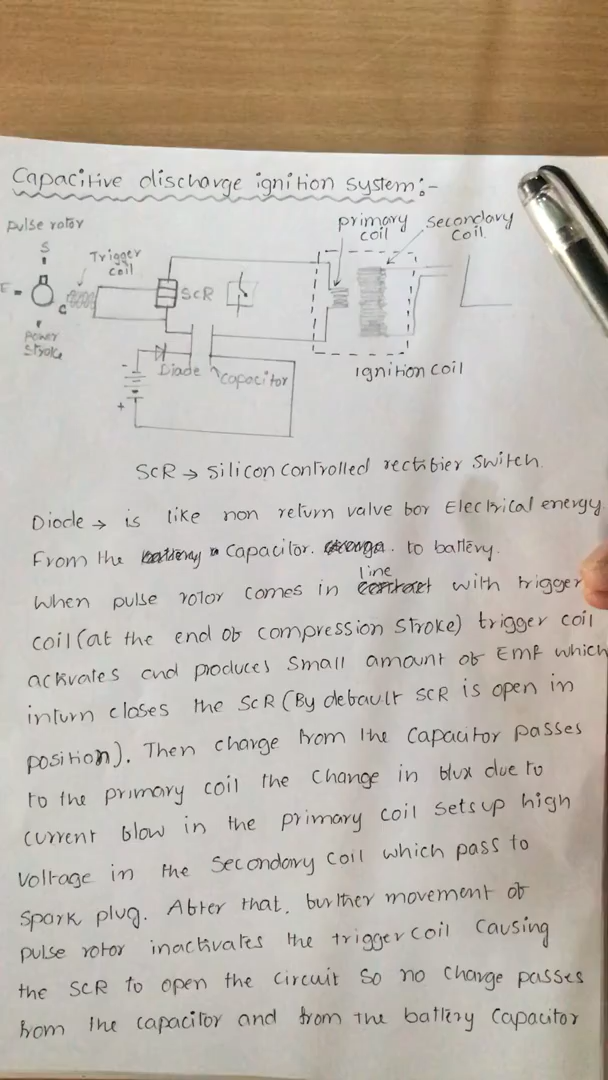 Capacitive discharge ignition system:-
pulse rotor
S
E
C
power stroke
Trigger coil
SCR
Diade
capacitor
primary coil
secondary coil.
Ignition coil
-
+
SCR → Silicon controlled rectifier switch.
Diode → is like non return valve for Electrical energy
From the capacitor. to battery.
When pulse rotor comes in line with trigger
coil (at the end of compression stroke) trigger coil
activates and produces small amount of EMF which
inturn closes the SCR (By default SCR is open in
position). Then charge from the capacitor passes
to the primary coil the change in flux due to
current flow in the primary coil sets up high
voltage in the secondary coil which pass to
spark plug. After that, further movement of
pulse rotor inactivates the trigger coil causing
the SCR to open the circuit so no charge passes
from the capacitor and from the battery capacitor